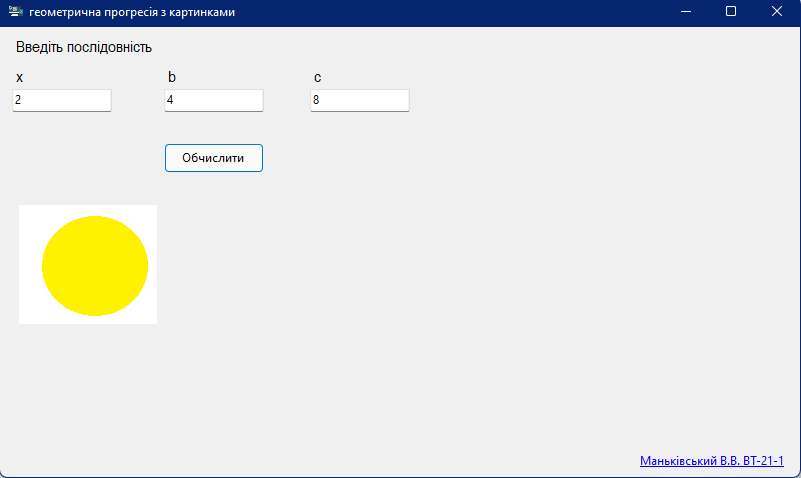 геометрична прогресія з картинками
Введіть послідовність
x b c
2 4 8
Обчислити
Маньківський В.В. ВТ-21-1